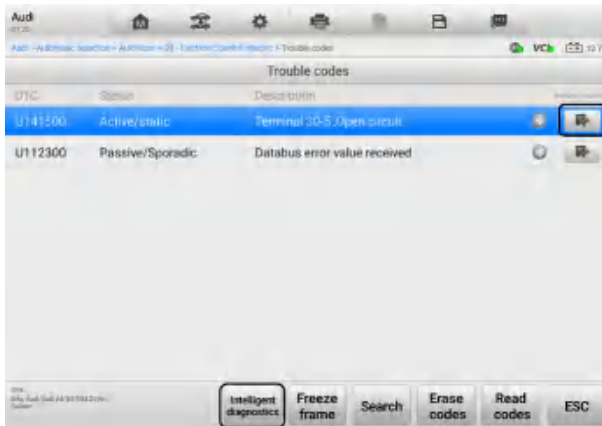 Audi
VCI
Trouble codes
DTC Status Description
U141500 Active/static Terminal 30-5, Open circuit
U112300 Passive/Sporadic Databus error value received
Intelligent diagnostics
Freeze frame
Search
Erase codes
Read codes
ESC